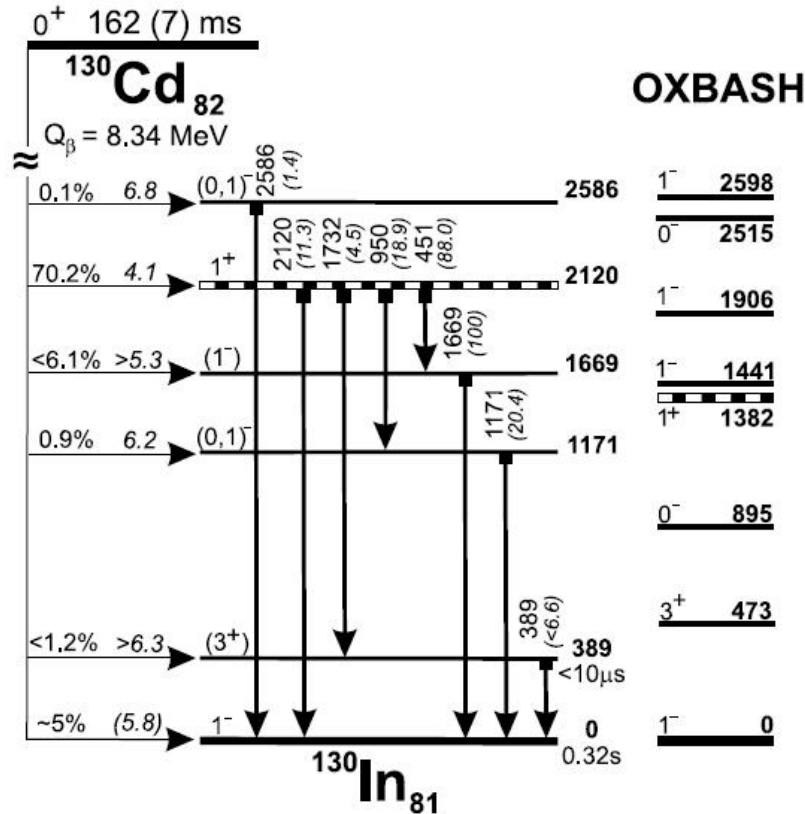 0⁺ 162 (7) ms
¹³⁰Cd₈₂
OXBASH
Qβ = 8.34 MeV
≈
0.1% 6.8 (0,1)⁻ 2586 (1.4) 2586
1⁻ 2598
0⁻ 2515
2120 (11.3) 1732 (4.5) 950 (18.9) 451 (88.0)
70.2% 4.1 1⁺ 2120
1⁻ 1906
<6.1% >5.3 (1⁻) 1669 (100) 1669
1⁻ 1441
1⁺ 1382
0.9% 6.2 (0,1)⁻ 1171 (20.4) 1171
0⁻ 895
3⁺ 473
<1.2% >6.3 (3⁺) 389 (<6.6) 389
<10μs
~5% (5.8) 1⁻ 0
0.32s
1⁻ 0
¹³⁰In₈₁